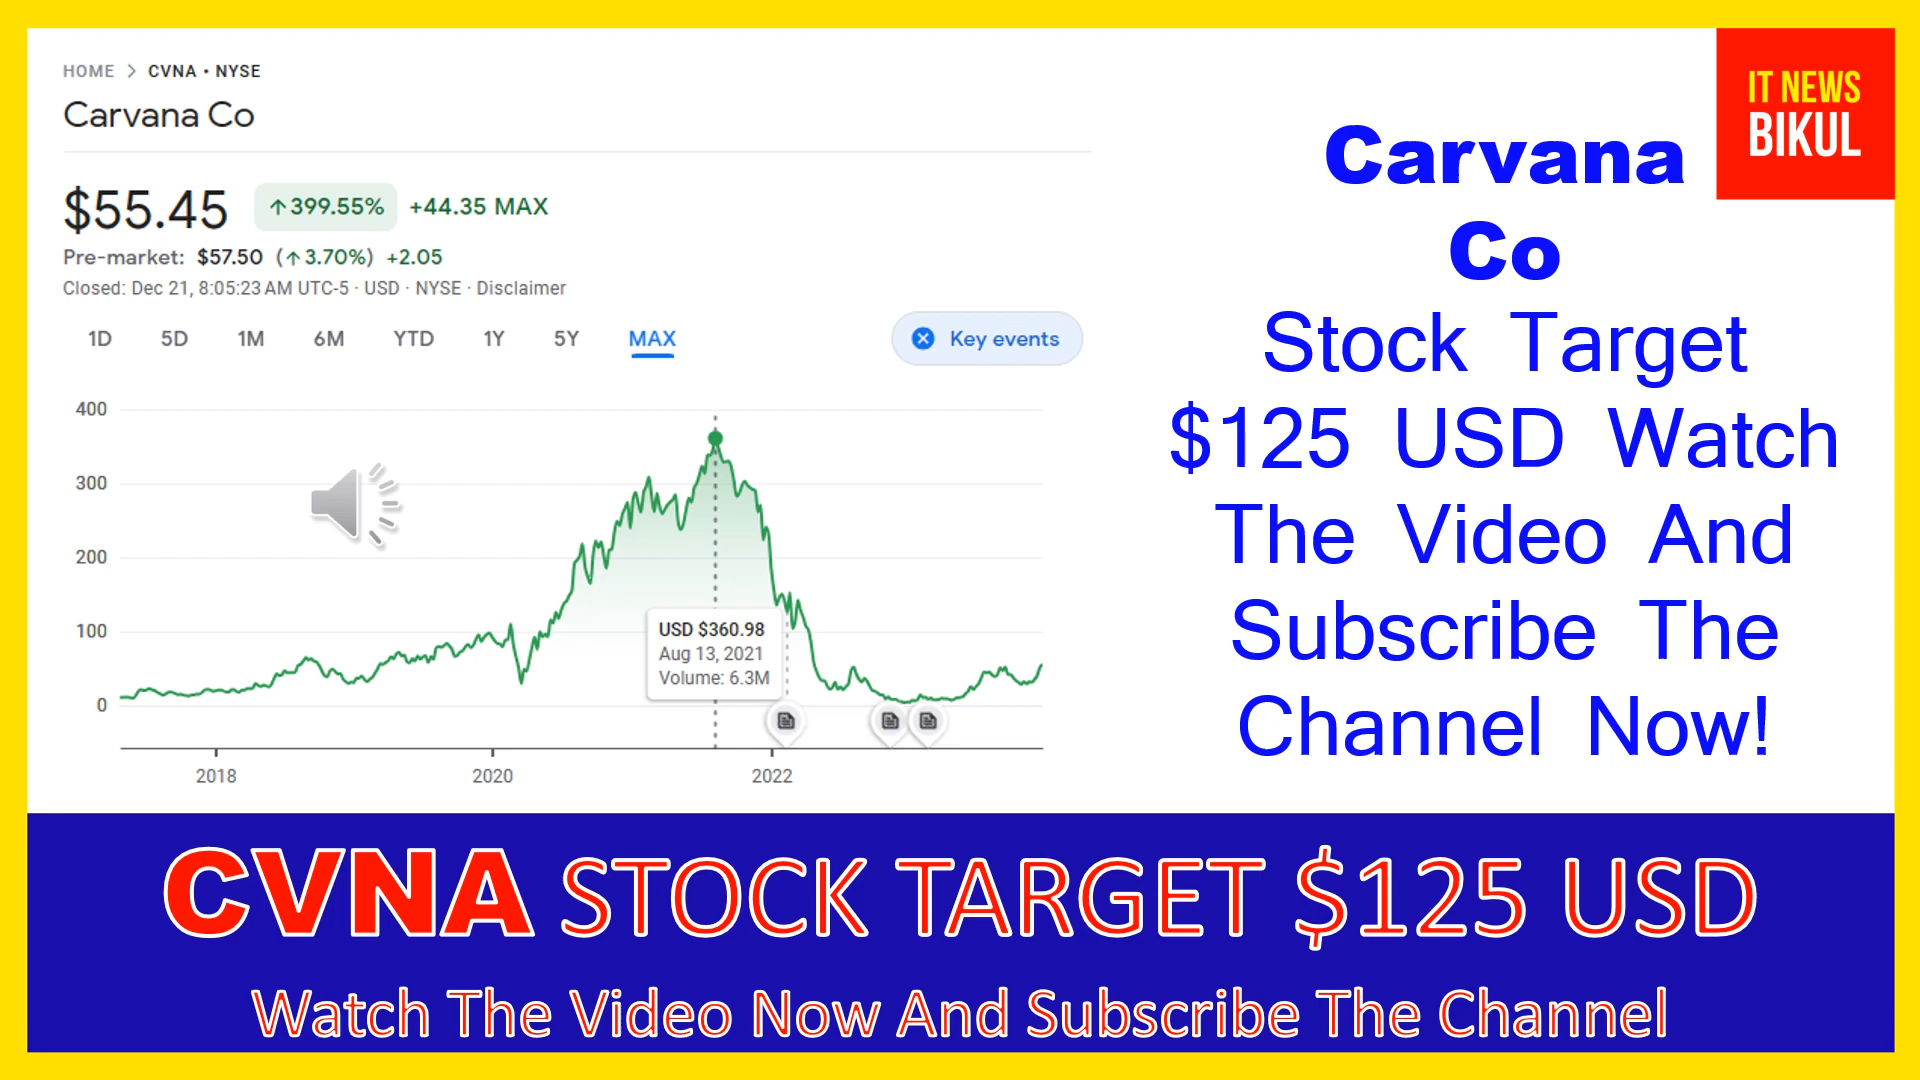 HOME > CVNA • NYSE
Carvana Co
$55.45 ↑399.55% +44.35 MAX
Pre-market: $57.50 (↑3.70%) +2.05
Closed: Dec 21, 8:05:23 AM UTC-5 · USD · NYSE · Disclaimer
1D 5D 1M 6M YTD 1Y 5Y MAX Key events
400
300
200
100
0
USD $360.98
Aug 13, 2021
Volume: 6.3M
2018 2020 2022
IT NEWS
BIKUL
Carvana
Co
Stock Target
$125 USD Watch
The Video And
Subscribe The
Channel Now!
CVNA STOCK TARGET $125 USD
Watch The Video Now And Subscribe The Channel